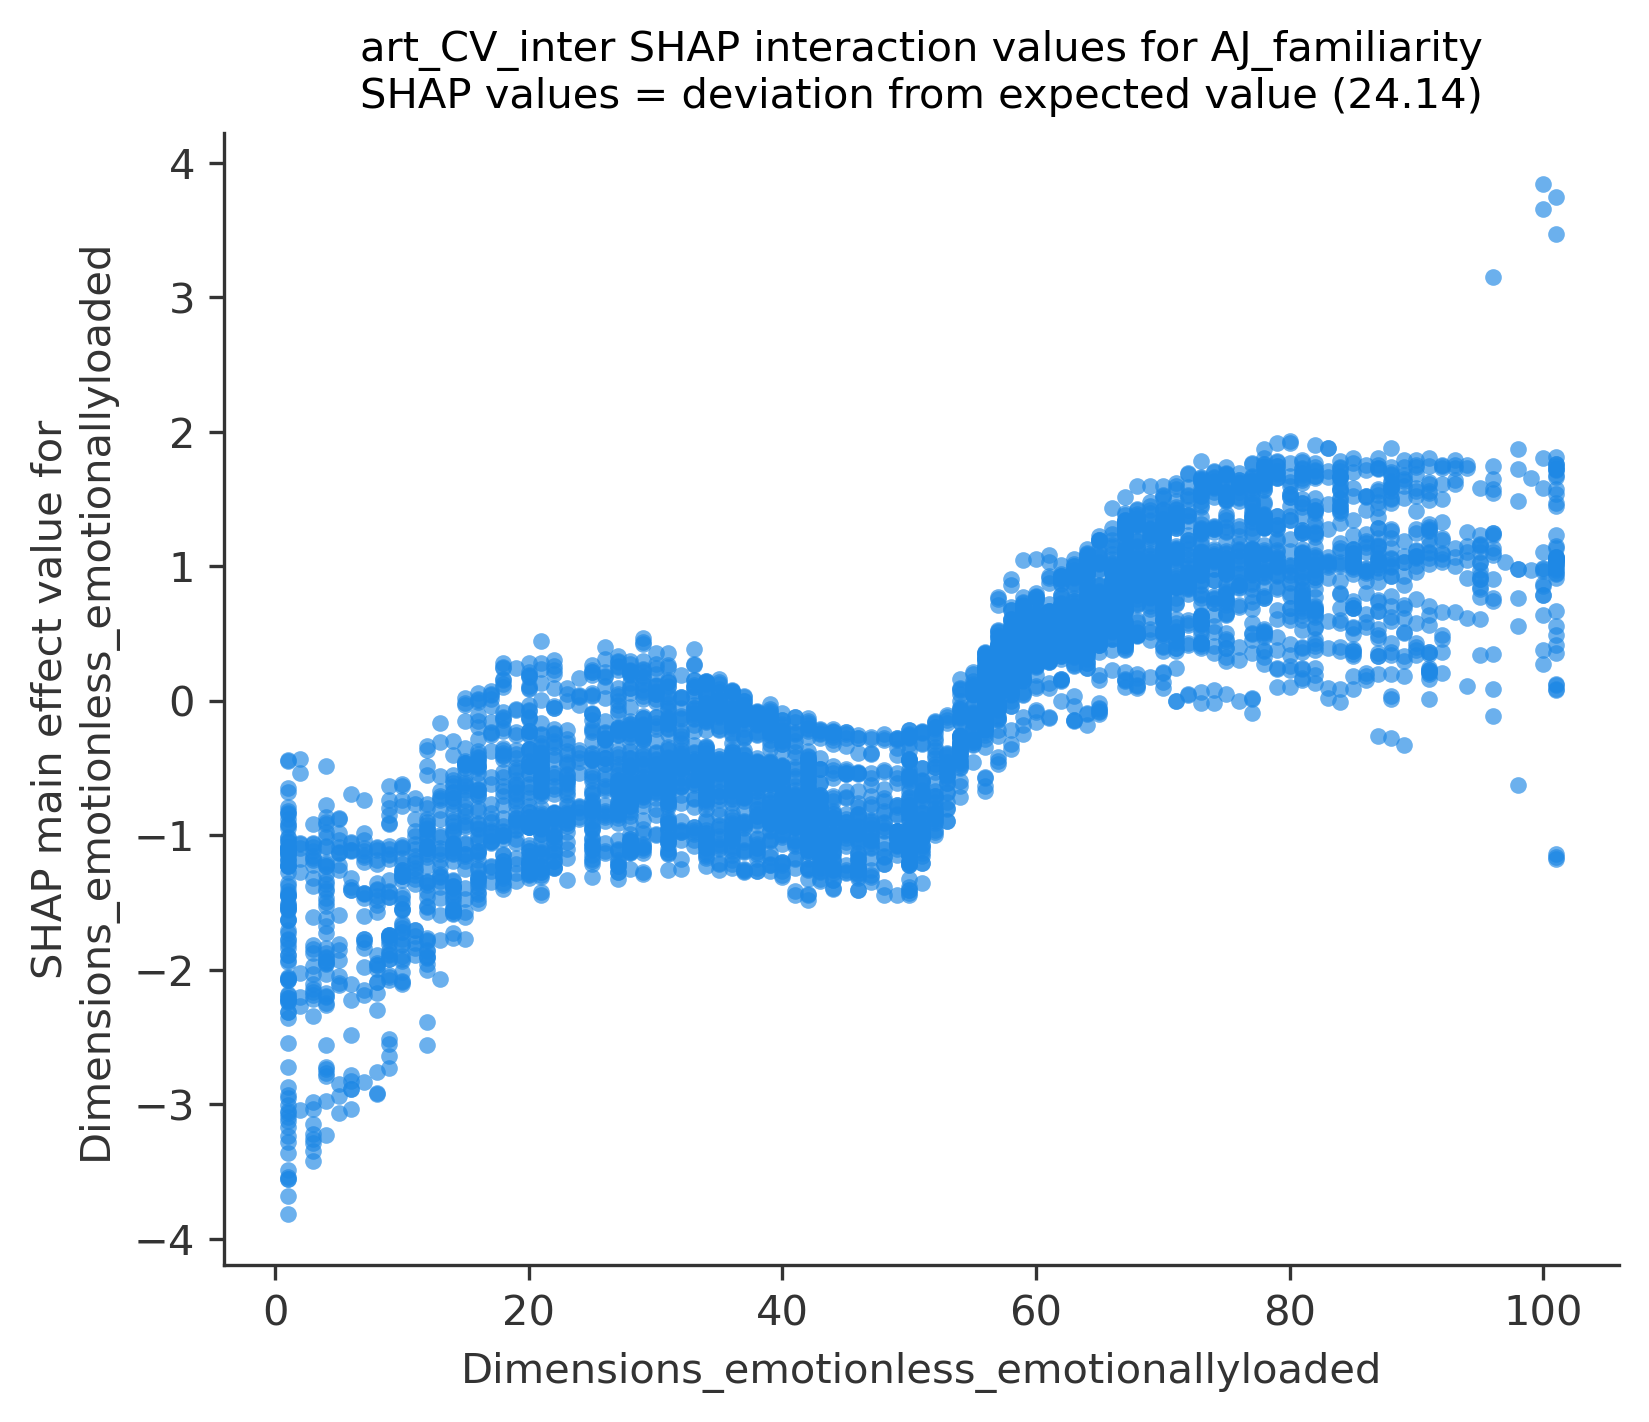 art_CV_inter SHAP interaction values for AJ_familiarity
SHAP values = deviation from expected value (24.14)
SHAP main effect value for
Dimensions_emotionless_emotionallyloaded
4
3
2
1
0
−1
−2
−3
−4
0 20 40 60 80 100
Dimensions_emotionless_emotionallyloaded